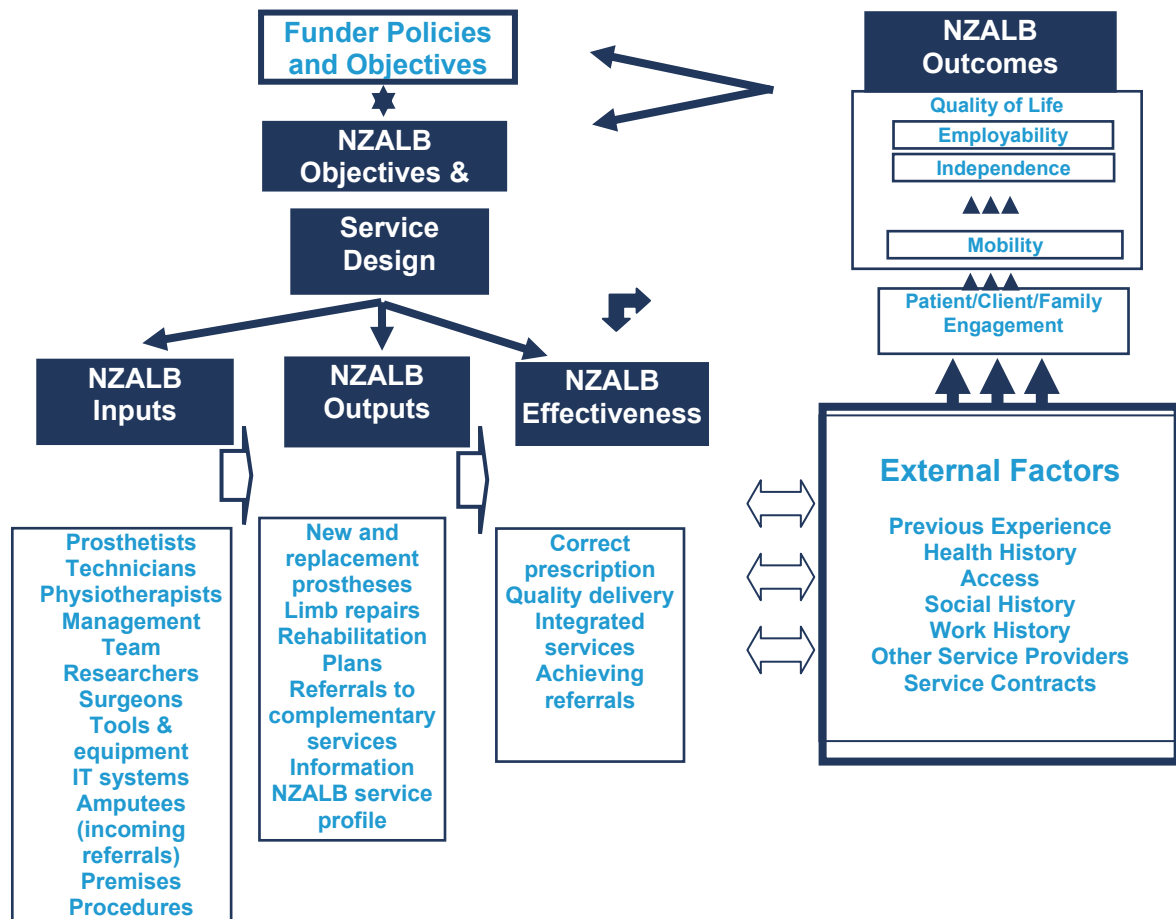 Funder Policies
and Objectives
NZALB
Objectives &
Service
Design
NZALB
Inputs
NZALB
Outputs
NZALB
Effectiveness
Prosthetists
Technicians
Physiotherapists
Management
Team
Researchers
Surgeons
Tools &
equipment
IT systems
Amputees
(incoming
referrals)
Premises
Procedures
New and
replacement
prostheses
Limb repairs
Rehabilitation
Plans
Referrals to
complementary
services
Information
NZALB service
profile
Correct
prescription
Quality delivery
Integrated
services
Achieving
referrals
NZALB
Outcomes
Quality of Life
Employability
Independence
Mobility
Patient/Client/Family
Engagement
External Factors
Previous Experience
Health History
Access
Social History
Work History
Other Service Providers
Service Contracts